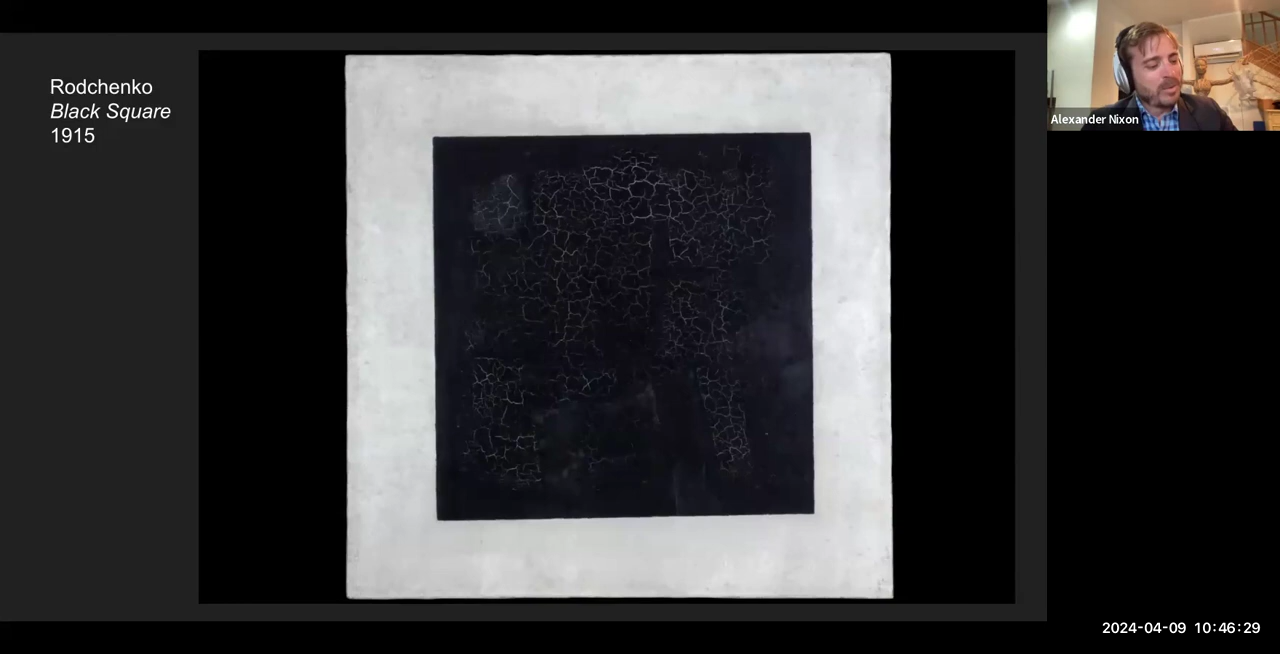 Rodchenko
Black Square
1915
Alexander Nixon
2024-04-09 10:46:29